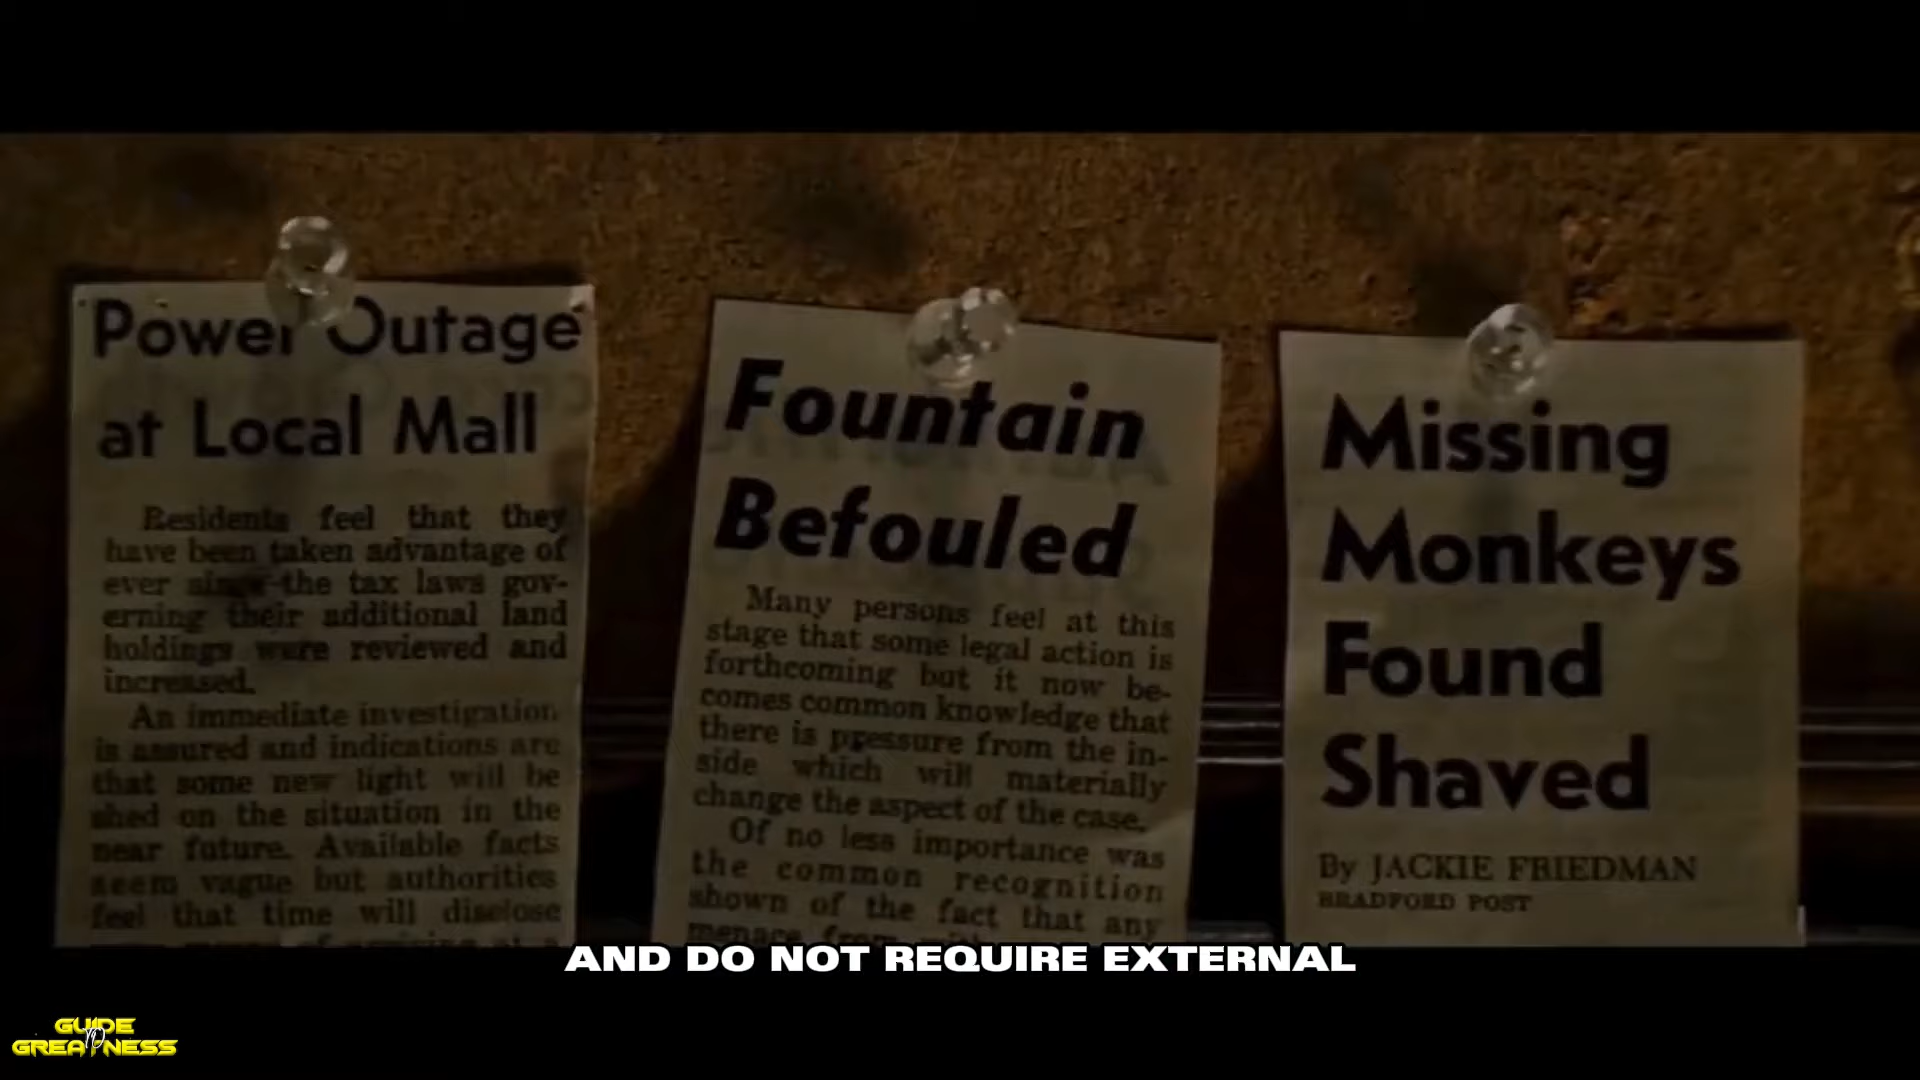 Power Outage
at Local Mall
Residents feel that they
have been taken advantage of
ever since the tax laws gov-
erning their additional land
holdings were reviewed and
increased.
An immediate investigation
is assured and indications are
that some new light will be
shed on the situation in the
near future. Available facts
seem vague but authorities
feel that time will disclose
Fountain
Befouled
Many persons feel at this
stage that some legal action is
forthcoming but it now be-
comes common knowledge that
there is pressure from the in-
side which will materially
change the aspect of the case.
Of no less importance was
the common recognition
shown of the fact that any
menace from
Missing
Monkeys
Found
Shaved
By JACKIE FRIEDMAN
BRADFORD POST
AND DO NOT REQUIRE EXTERNAL
GUIDE
TO
GREATNESS